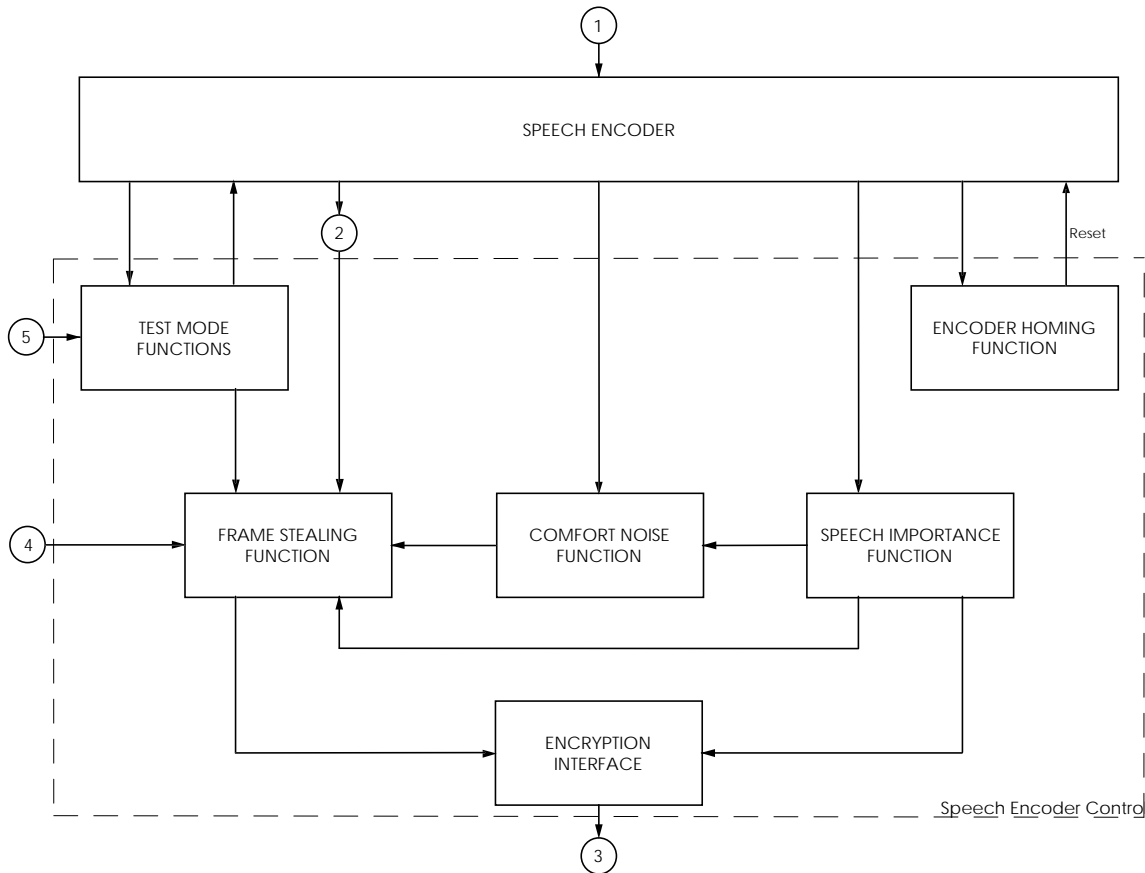 1
SPEECH ENCODER
2
Reset
5
TEST MODE
FUNCTIONS
ENCODER HOMING
FUNCTION
4
FRAME STEALING
FUNCTION
COMFORT NOISE
FUNCTION
SPEECH IMPORTANCE
FUNCTION
ENCRYPTION
INTERFACE
Speech Encoder Contro
3